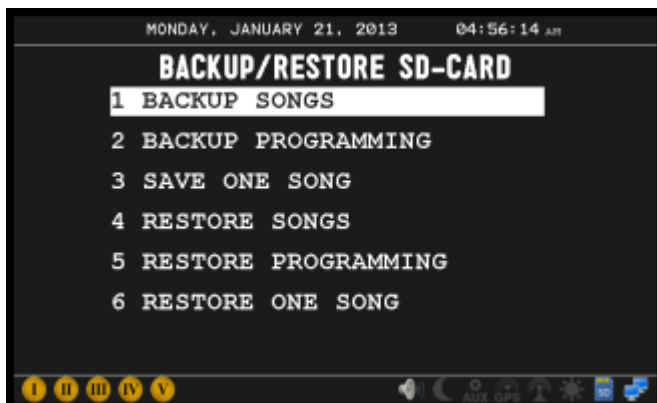 MONDAY, JANUARY 21, 2013 04:56:14 AM
BACKUP/RESTORE SD-CARD
1 BACKUP SONGS
2 BACKUP PROGRAMMING
3 SAVE ONE SONG
4 RESTORE SONGS
5 RESTORE PROGRAMMING
6 RESTORE ONE SONG
I II III IV V AUX GPS SD